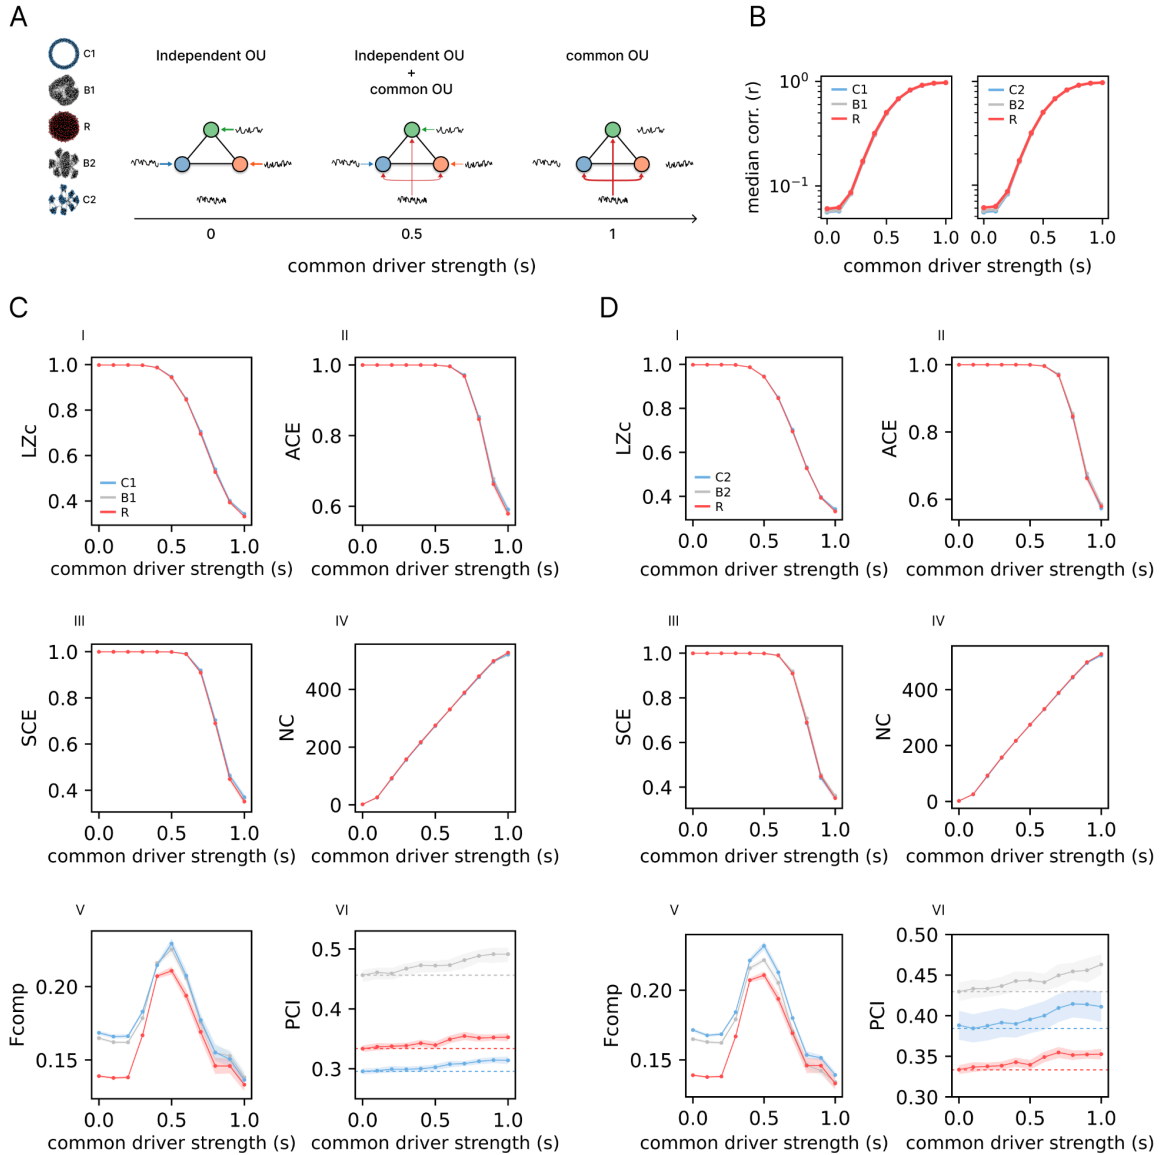 A
C1
B1
R
B2
C2
Independent OU
Independent OU
+
common OU
common OU
0
0.5
1
common driver strength (s)
B
median corr. (r)
10⁰
10⁻¹
C1
B1
R
C2
B2
R
0.0
0.5
1.0
0.0
0.5
1.0
common driver strength (s)
C
I
LZc
1.0
0.8
0.6
0.4
C1
B1
R
0.0
0.5
1.0
common driver strength (s)
II
ACE
1.0
0.8
0.6
0.0
0.5
1.0
common driver strength (s)
III
SCE
1.0
0.8
0.6
0.4
0.0
0.5
1.0
common driver strength (s)
IV
NC
400
200
0
0.0
0.5
1.0
common driver strength (s)
V
Fcomp
0.20
0.15
0.0
0.5
1.0
common driver strength (s)
VI
PCI
0.5
0.4
0.3
0.0
0.5
1.0
common driver strength (s)
D
I
LZc
1.0
0.8
0.6
0.4
C2
B2
R
0.0
0.5
1.0
common driver strength (s)
II
ACE
1.0
0.8
0.6
0.0
0.5
1.0
common driver strength (s)
III
SCE
1.0
0.8
0.6
0.4
0.0
0.5
1.0
common driver strength (s)
IV
NC
400
200
0
0.0
0.5
1.0
common driver strength (s)
V
Fcomp
0.20
0.15
0.0
0.5
1.0
common driver strength (s)
VI
PCI
0.50
0.45
0.40
0.35
0.30
0.0
0.5
1.0
common driver strength (s)